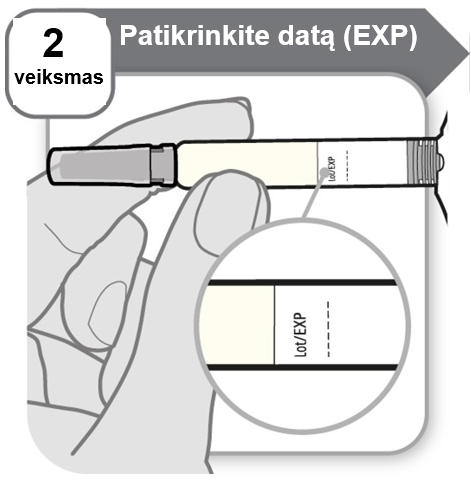 2
veiksmas
Patikrinkite datą (EXP)
Lot/EXP
Lot/EXP